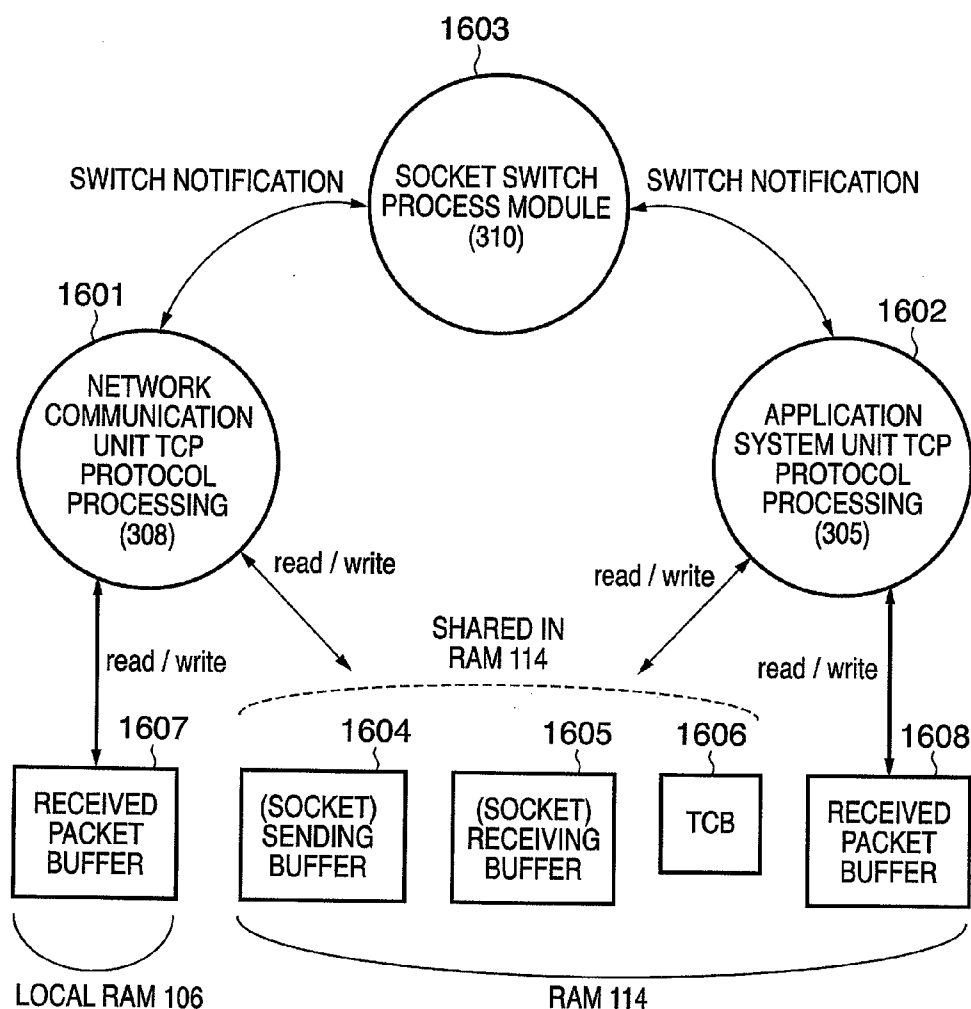 1603
SWITCH NOTIFICATION
SOCKET SWITCH
PROCESS MODULE
(310)
SWITCH NOTIFICATION
1601
NETWORK
COMMUNICATION
UNIT TCP
PROTOCOL
PROCESSING
(308)
1602
APPLICATION
SYSTEM UNIT TCP
PROTOCOL
PROCESSING
(305)
read / write
read / write
SHARED IN
RAM 114
read / write
read / write
1607
1604
1605
1606
1608
RECEIVED
PACKET
BUFFER
(SOCKET)
SENDING
BUFFER
(SOCKET)
RECEIVING
BUFFER
TCB
RECEIVED
PACKET
BUFFER
LOCAL RAM 106
RAM 114